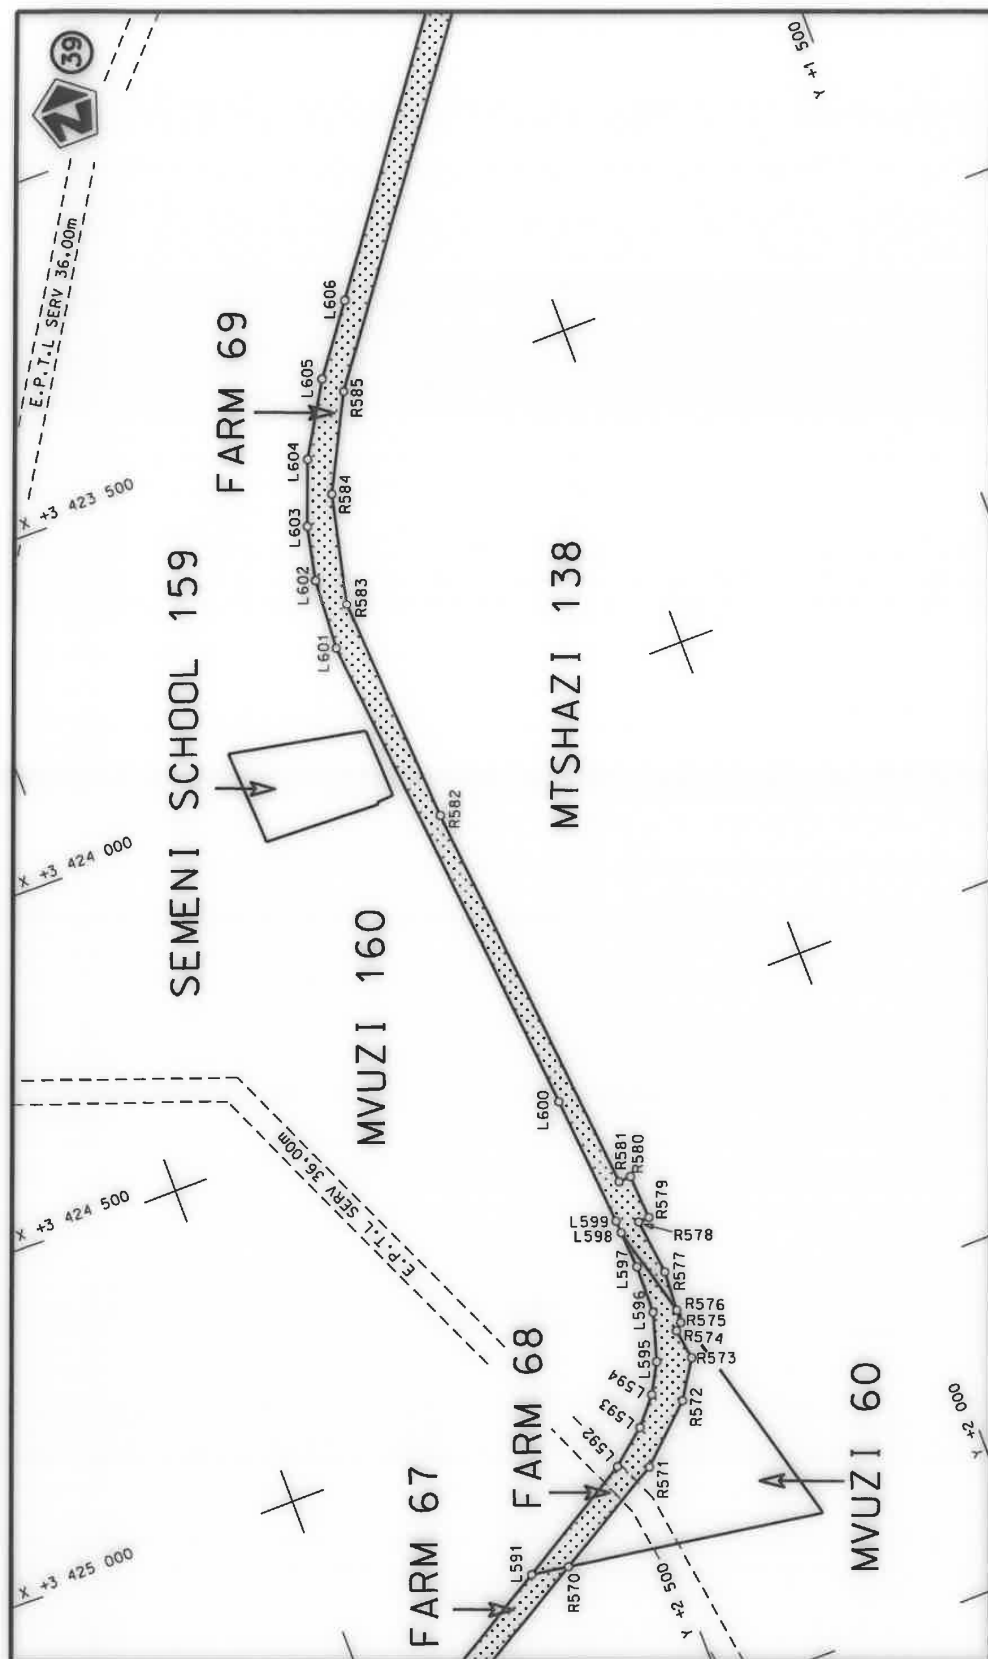 39
Y +1 500
E.P.T.L SERV 36,00m
X +3 423 500
FARM 69
L606
L605
R585
L604
R584
L603
L602
R583
L601
SEMENI SCHOOL 159
R582
X +3 424 000
MTSHAZI 138
MVUZI 160
L600
E.P.T.L SERV 36,00m
X +3 424 500
R581
R580
R579
R578
L599
L598
L597
R577
L596
R576
R575
R574
R573
L595
L594
R572
L593
L592
R571
FARM 68
FARM 67
MVUZI 60
Y +2 000
L591
R570
Y +2 500
X +3 425 000